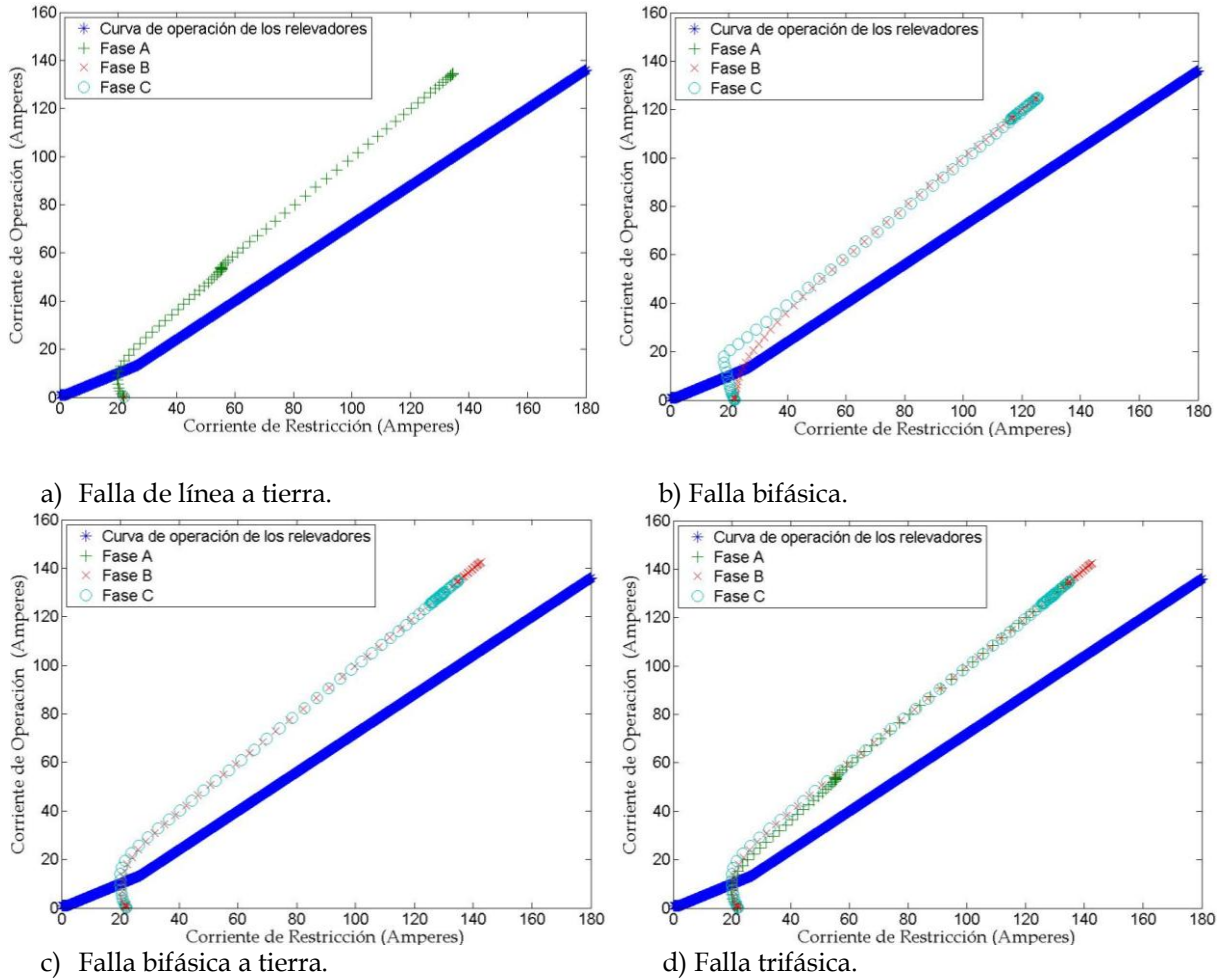 160
140
120
100
80
60
40
20
0
Corriente de Operación (Amperes)
Curva de operación de los relevadores
Fase A
Fase B
Fase C
0 20 40 60 80 100 120 140 160 180
Corriente de Restricción (Amperes)
a) Falla de línea a tierra.
160
140
120
100
80
60
40
20
0
Corriente de Operación (Amperes)
Curva de operación de los relevadores
Fase A
Fase B
Fase C
0 20 40 60 80 100 120 140 160 180
Corriente de Restricción (Amperes)
b) Falla bifásica.
160
140
120
100
80
60
40
20
0
Corriente de Operación (Amperes)
Curva de operación de los relevadores
Fase A
Fase B
Fase C
0 20 40 60 80 100 120 140 160 180
Corriente de Restricción (Amperes)
c) Falla bifásica a tierra.
160
140
120
100
80
60
40
20
0
Corriente de Operación (Amperes)
Curva de operación de los relevadores
Fase A
Fase B
Fase C
0 20 40 60 80 100 120 140 160 180
Corriente de Restricción (Amperes)
d) Falla trifásica.